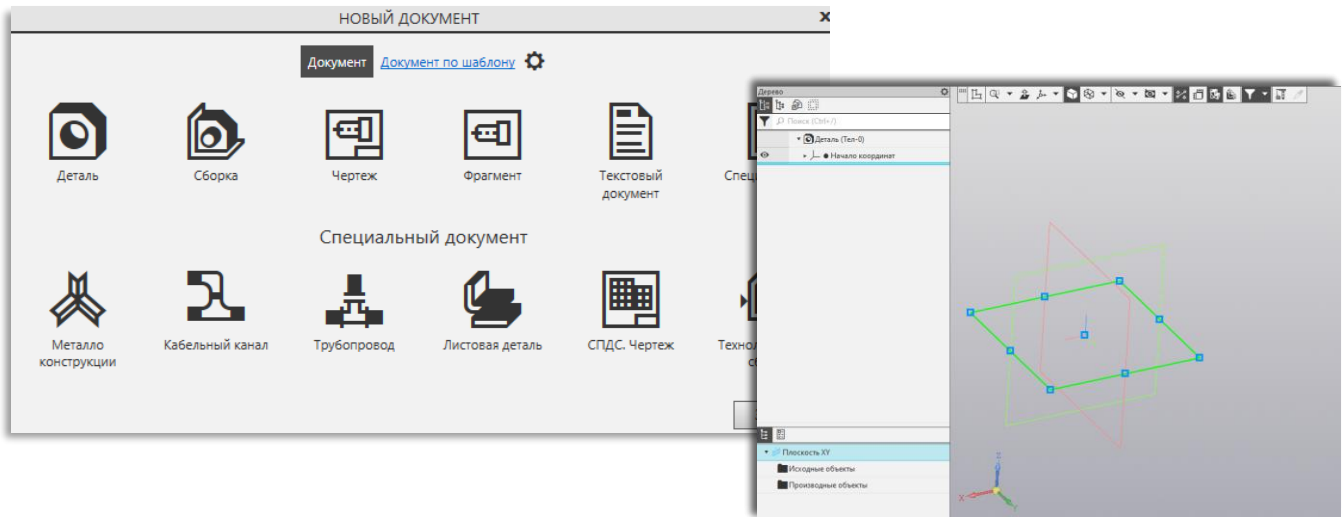 НОВЫЙ ДОКУМЕНТ
Документ Документ по шаблону
Деталь Сборка Чертеж Фрагмент Текстовый
документ
Специальный документ
Металло
конструкции
Кабельный канал Трубопровод Листовая деталь СПДС. Чертеж
Дерево
Поиск (Ctrl+/)
Деталь (Тел-0)
Начало координат
Плоскость XY
Исходные объекты
Производные объекты
Z
X
Y